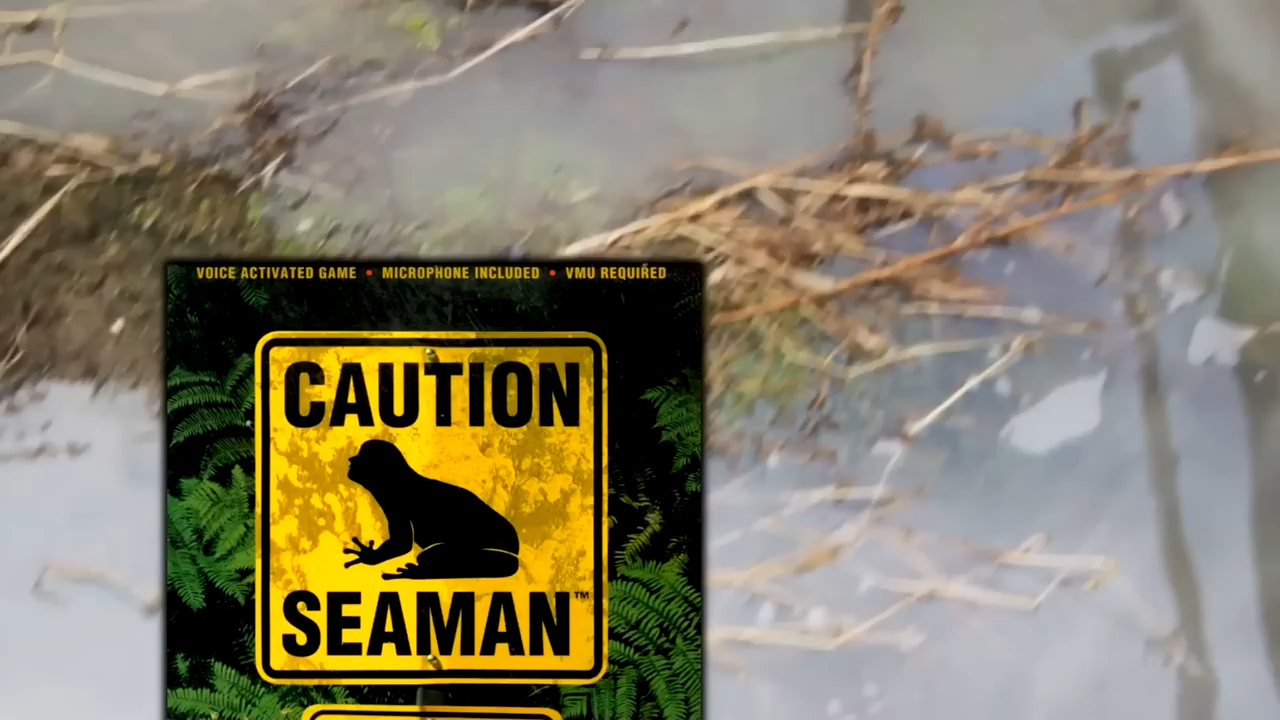 VOICE ACTIVATED GAME • MICROPHONE INCLUDED • VMU REQUIRED
CAUTION
SEAMAN™